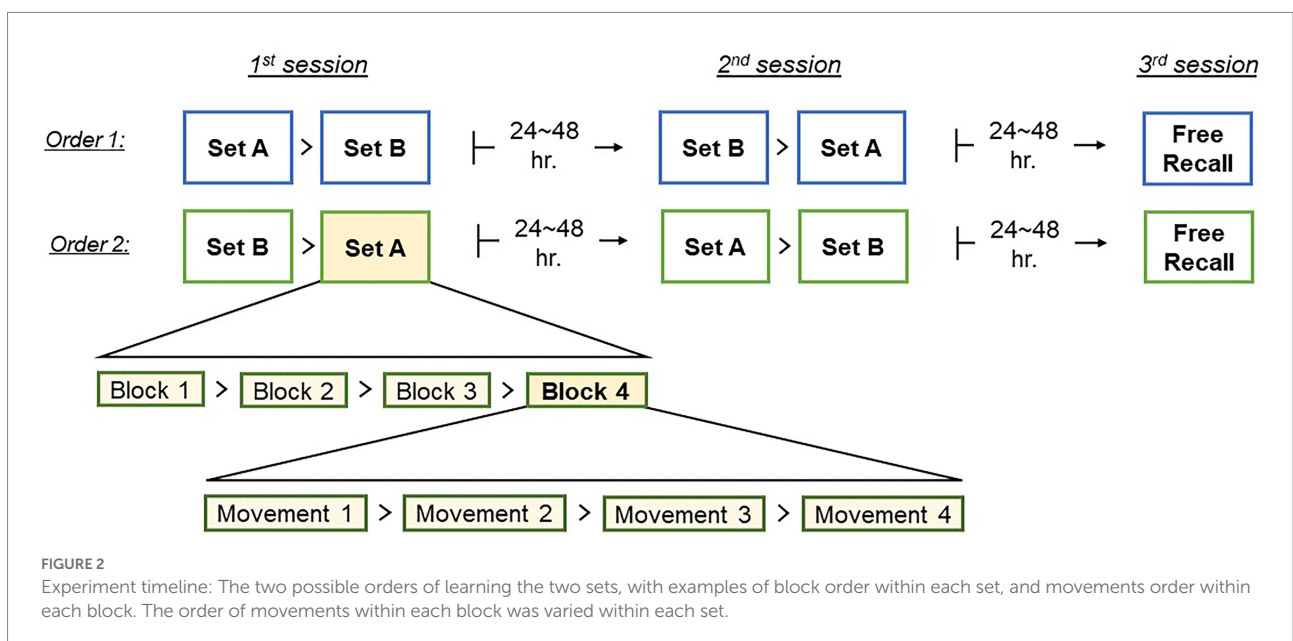 1st session 2nd session 3rd session
Order 1: Set A > Set B 24~48 hr. Set B > Set A 24~48 hr. Free Recall
Order 2: Set B > Set A 24~48 hr. Set A > Set B 24~48 hr. Free Recall
Block 1 > Block 2 > Block 3 > Block 4
Movement 1 > Movement 2 > Movement 3 > Movement 4
FIGURE 2
Experiment timeline: The two possible orders of learning the two sets, with examples of block order within each set, and movements order within
each block. The order of movements within each block was varied within each set.